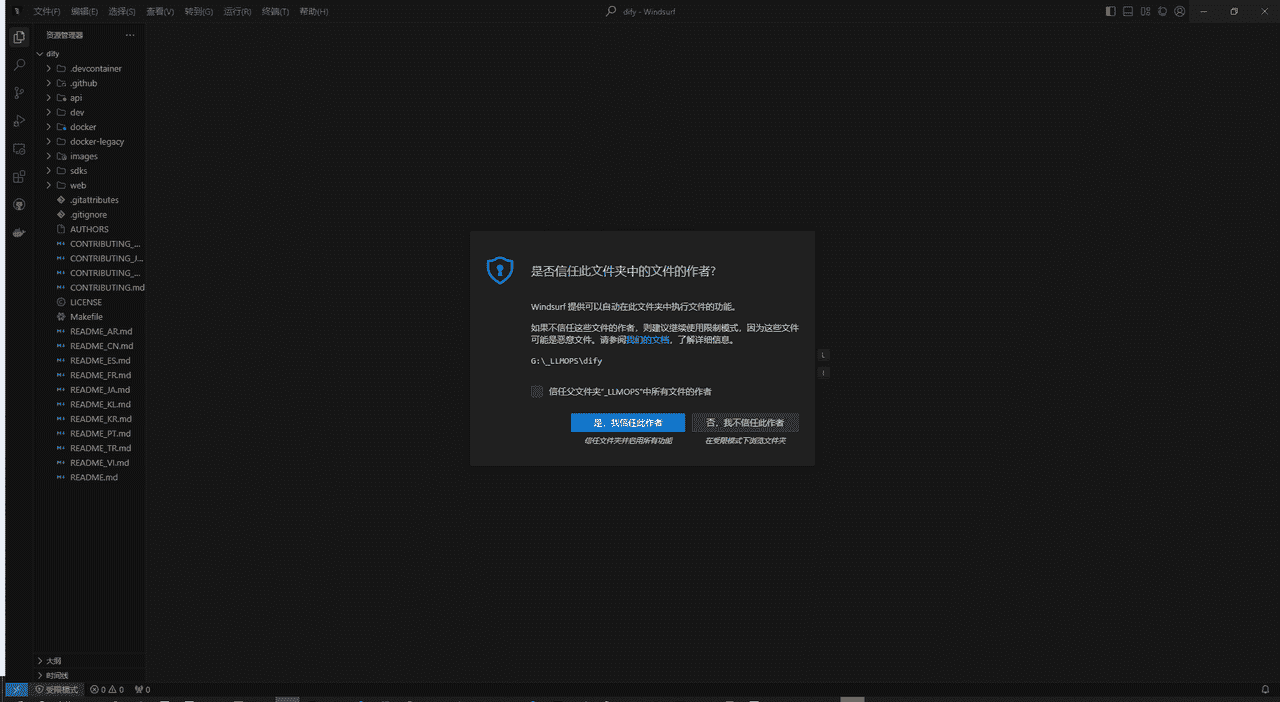 文件(F) 编辑(E) 选择(S) 查看(V) 转到(G) 运行(R) 终端(T) 帮助(H)
dify - Windsurf
资源管理器
dify
.devcontainer
.github
api
dev
docker
docker-legacy
images
sdks
web
.gitattributes
.gitignore
AUTHORS
CONTRIBUTING_...
CONTRIBUTING_J...
CONTRIBUTING_...
CONTRIBUTING.md
LICENSE
Makefile
README_AR.md
README_CN.md
README_ES.md
README_FR.md
README_JA.md
README_KL.md
README_KR.md
README_PT.md
README_TR.md
README_VI.md
README.md
是否信任此文件夹中的文件的作者?
Windsurf 提供可以自动在此文件夹中执行文件的功能。
如果不信任这些文件的作者，则建议继续使用限制模式，因为这些文件
可能是恶意文件。请参阅我们的文档，了解详细信息。
G:\_LLMOPS\dify
信任父文件夹"_LLMOPS"中所有文件的作者
是，我信任此作者 否，我不信任此作者
信任文件夹并启用所有功能 在受限模式下浏览文件夹
大纲
时间线
受限模式 0 0 0